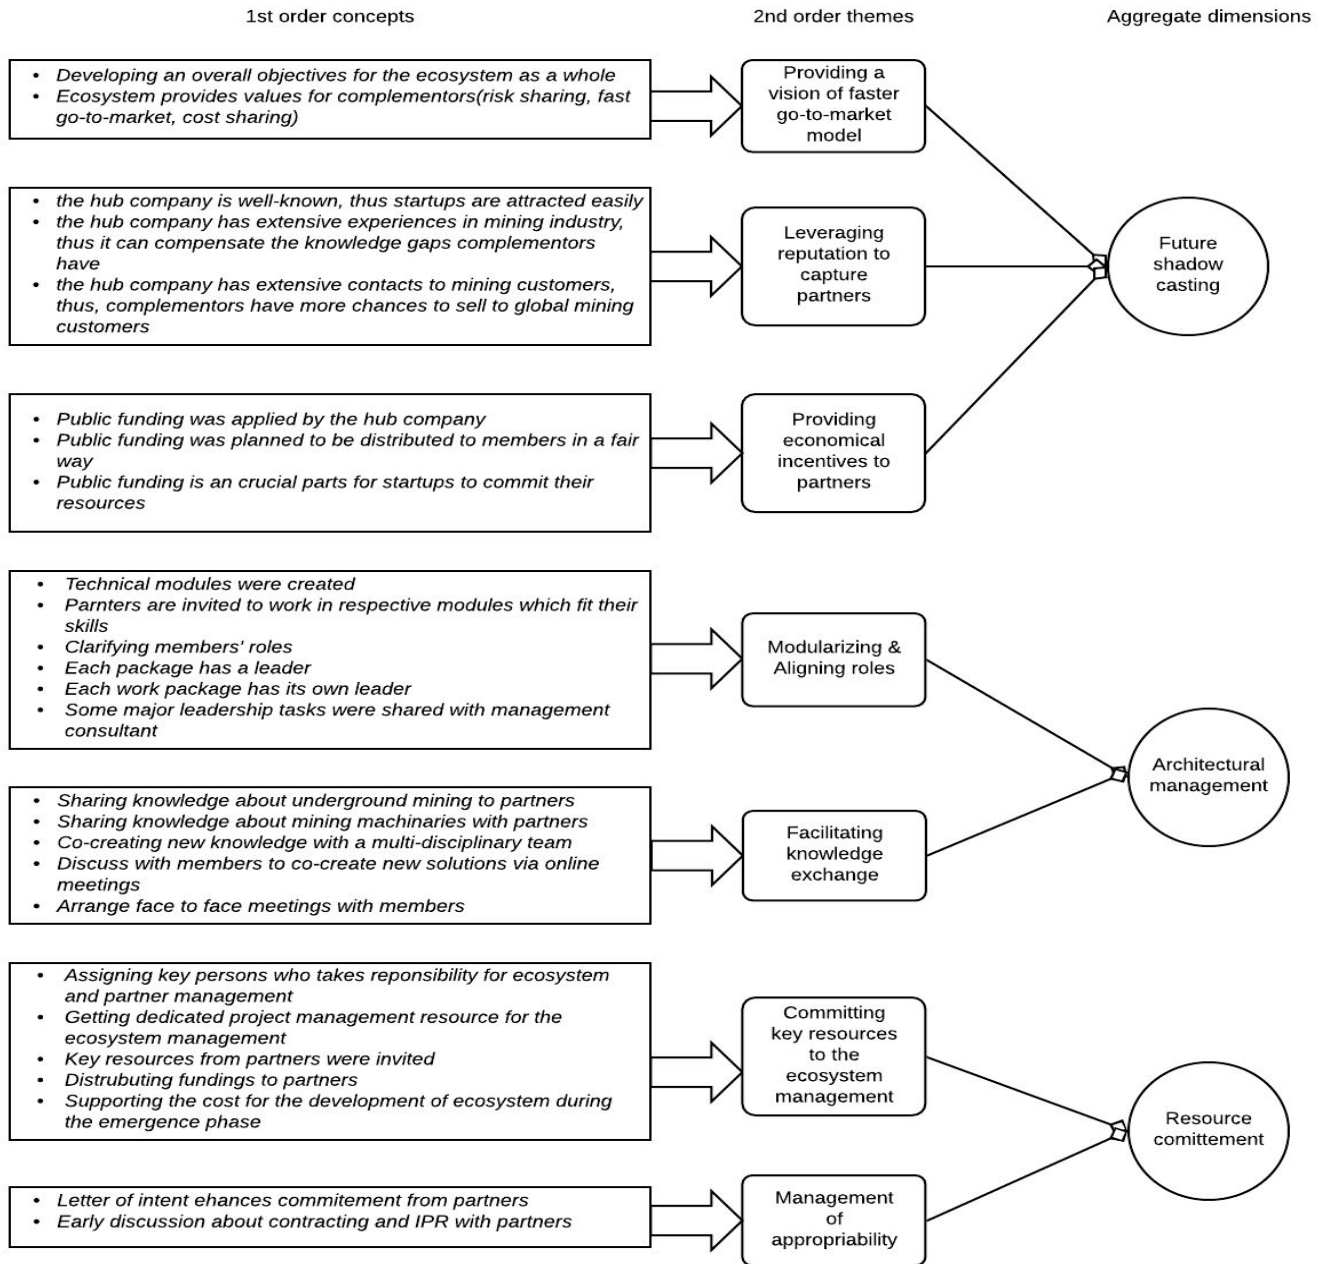 1st order concepts
2nd order themes
Aggregate dimensions
• Developing an overall objectives for the ecosystem as a whole
• Ecosystem provides values for complementors(risk sharing, fast
go-to-market, cost sharing)
Providing a
vision of faster
go-to-market
model
• the hub company is well-known, thus startups are attracted easily
• the hub company has extensive experiences in mining industry,
thus it can compensate the knowledge gaps complementors
have
• the hub company has extensive contacts to mining customers,
thus, complementors have more chances to sell to global mining
customers
Leveraging
reputation to
capture
partners
Future
shadow
casting
• Public funding was applied by the hub company
• Public funding was planned to be distributed to members in a fair
way
• Public funding is an crucial parts for startups to commit their
resources
Providing
economical
incentives to
partners
• Technical modules were created
• Parnters are invited to work in respective modules which fit their
skills
• Clarifying members' roles
• Each package has a leader
• Each work package has its own leader
• Some major leadership tasks were shared with management
consultant
Modularizing &
Aligning roles
Architectural
management
• Sharing knowledge about underground mining to partners
• Sharing knowledge about mining machinaries with partners
• Co-creating new knowledge with a multi-disciplinary team
• Discuss with members to co-create new solutions via online
meetings
• Arrange face to face meetings with members
Facilitating
knowledge
exchange
• Assigning key persons who takes reponsibility for ecosystem
and partner management
• Getting dedicated project management resource for the
ecosystem management
• Key resources from partners were invited
• Distrubuting fundings to partners
• Supporting the cost for the development of ecosystem during
the emergence phase
Committing
key resources
to the
ecosystem
management
Resource
comittement
• Letter of intent ehances commitement from partners
• Early discussion about contracting and IPR with partners
Management
of
appropriability